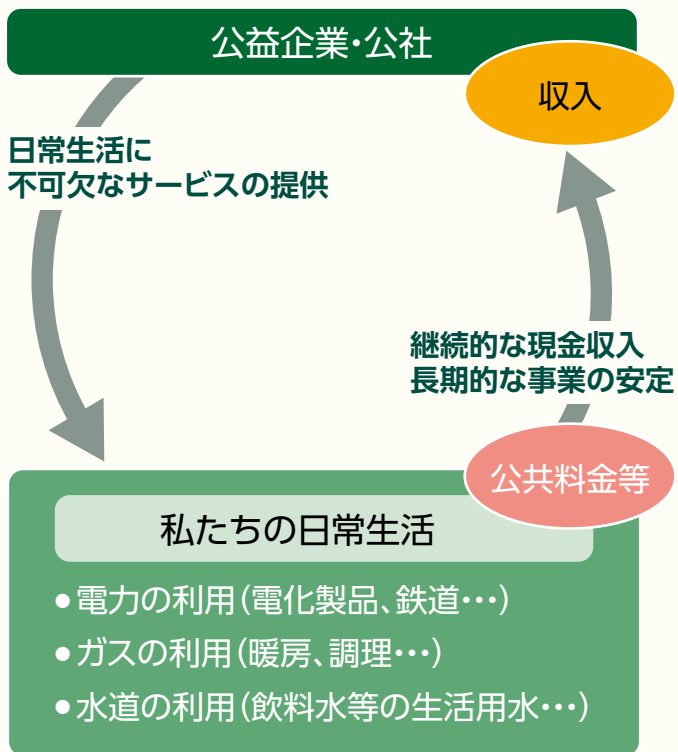 公益企業・公社
収入
日常生活に
不可欠なサービスの提供
継続的な現金収入
長期的な事業の安定
公共料金等
私たちの日常生活
●電力の利用（電化製品、鉄道・・・）
●ガスの利用（暖房、調理・・・）
●水道の利用（飲料水等の生活用水・・・）